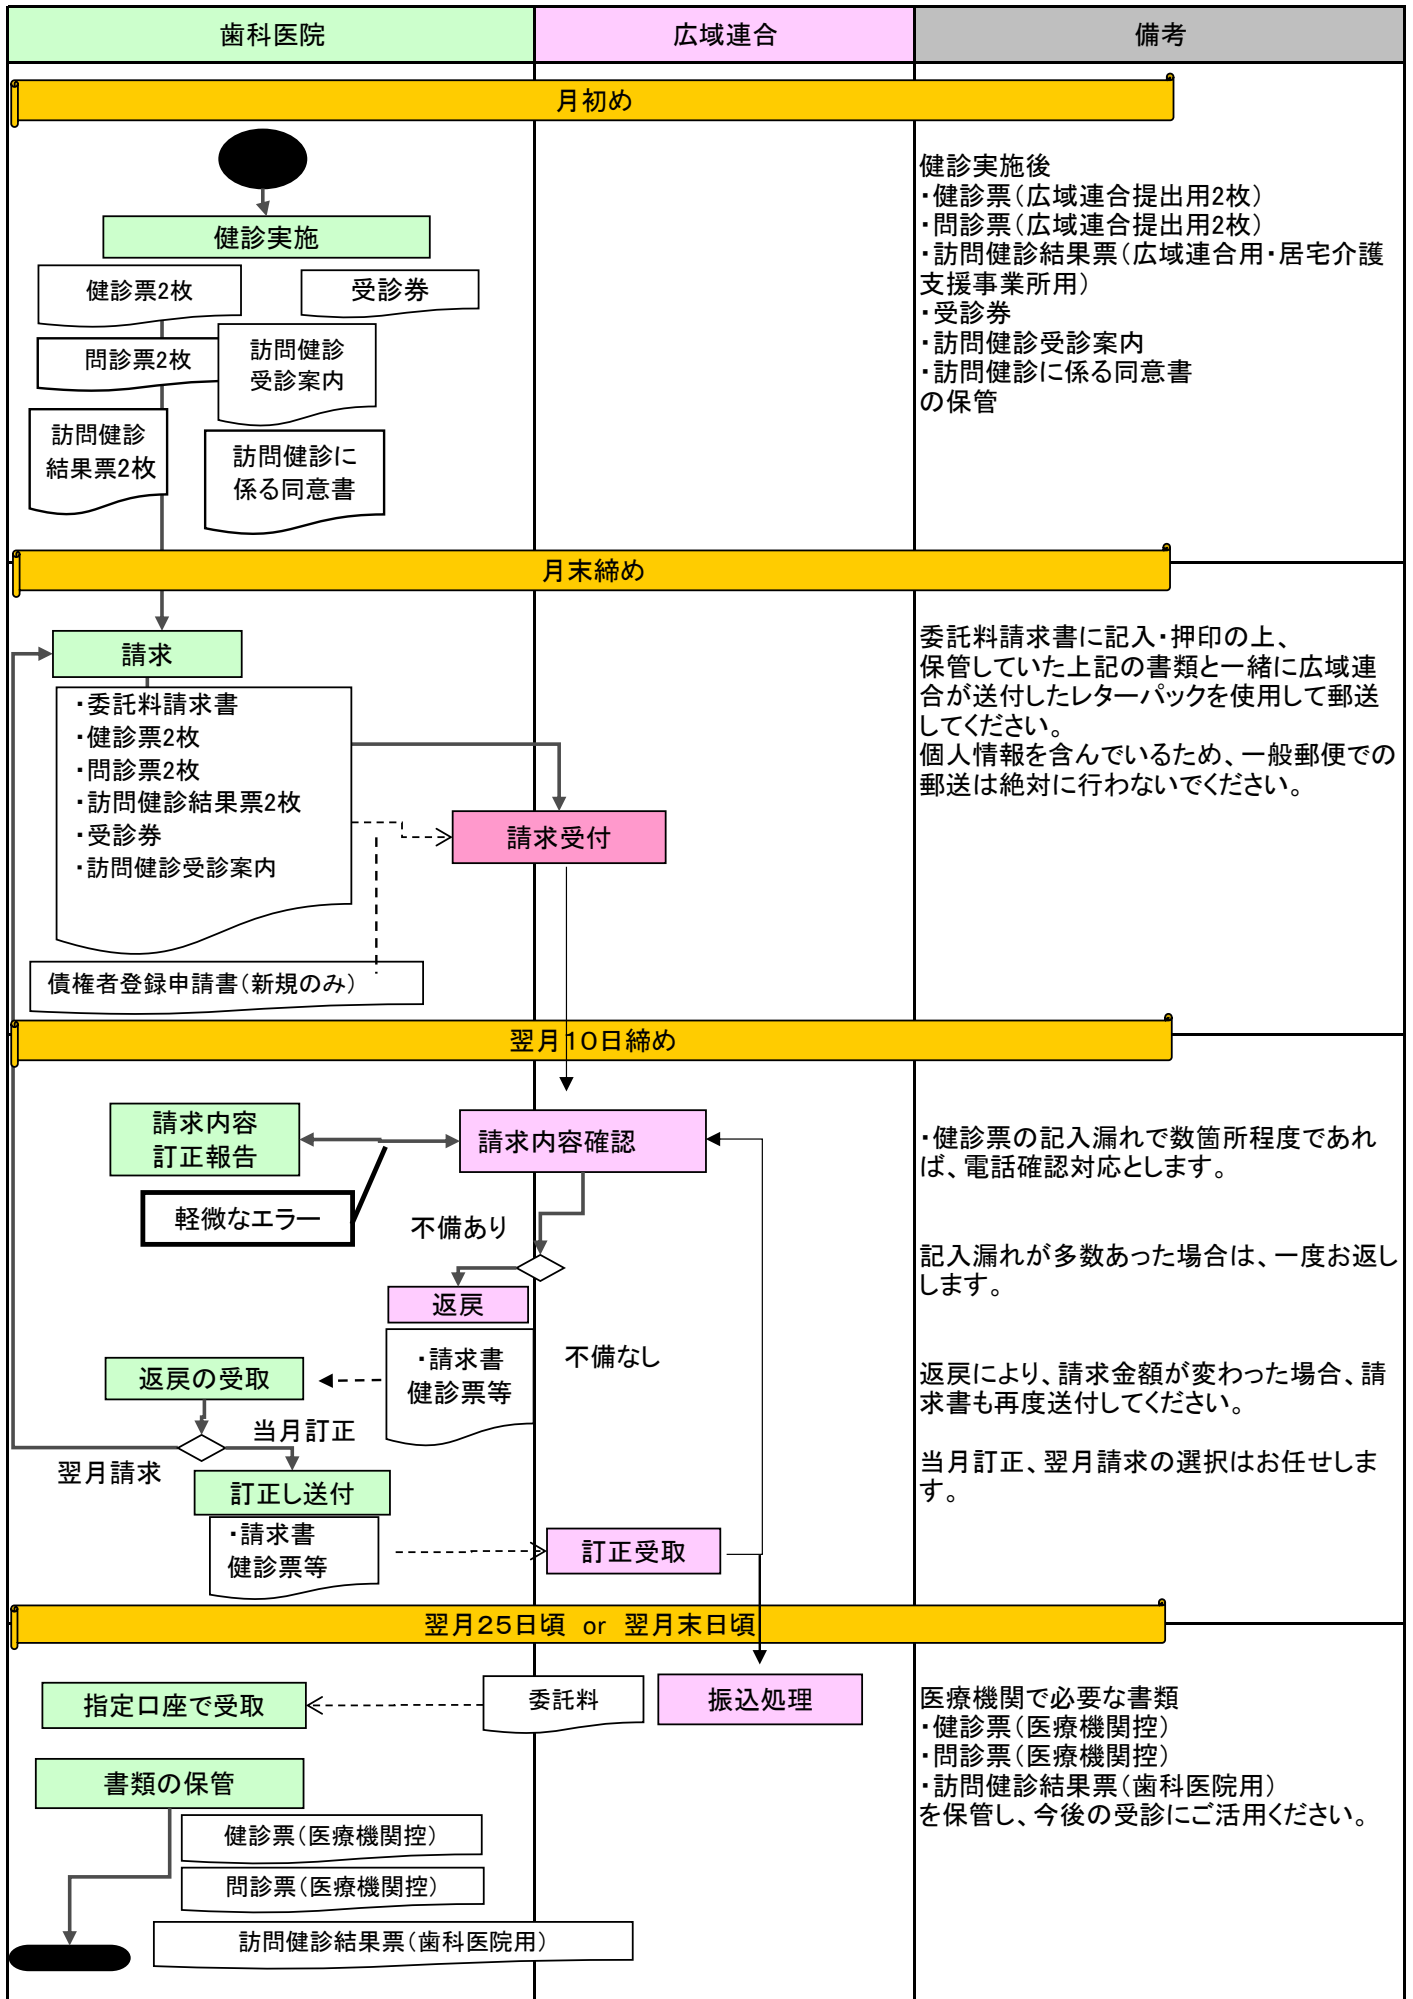 歯科医院
広域連合
備考
月初め
健診実施
健診票2枚
受診券
問診票2枚
訪問健診
受診案内
訪問健診
結果票2枚
訪問健診に
係る同意書
健診実施後
・健診票(広域連合提出用2枚)
・問診票(広域連合提出用2枚)
・訪問健診結果票(広域連合用・居宅介護
支援事業所用)
・受診券
・訪問健診受診案内
・訪問健診に係る同意書
の保管
月末締め
請求
・委託料請求書
・健診票2枚
・問診票2枚
・訪問健診結果票2枚
・受診券
・訪問健診受診案内
債権者登録申請書(新規のみ)
請求受付
委託料請求書に記入・押印の上、
保管していた上記の書類と一緒に広域連
合が送付したレターパックを使用して郵送
してください。
個人情報を含んでいるため、一般郵便での
郵送は絶対に行わないでください。
翌月10日締め
請求内容
訂正報告
請求内容確認
軽微なエラー
不備あり
返戻
・請求書
健診票等
不備なし
返戻の受取
当月訂正
翌月請求
訂正し送付
・請求書
健診票等
訂正受取
・健診票の記入漏れで数箇所程度であれ
ば、電話確認対応とします。
記入漏れが多数あった場合は、一度お返し
します。
返戻により、請求金額が変わった場合、請
求書も再度送付してください。
当月訂正、翌月請求の選択はお任せしま
す。
翌月25日頃 or 翌月末日頃
指定口座で受取
委託料
振込処理
書類の保管
健診票(医療機関控)
問診票(医療機関控)
訪問健診結果票(歯科医院用)
医療機関で必要な書類
・健診票(医療機関控)
・問診票(医療機関控)
・訪問健診結果票(歯科医院用)
を保管し、今後の受診にご活用ください。